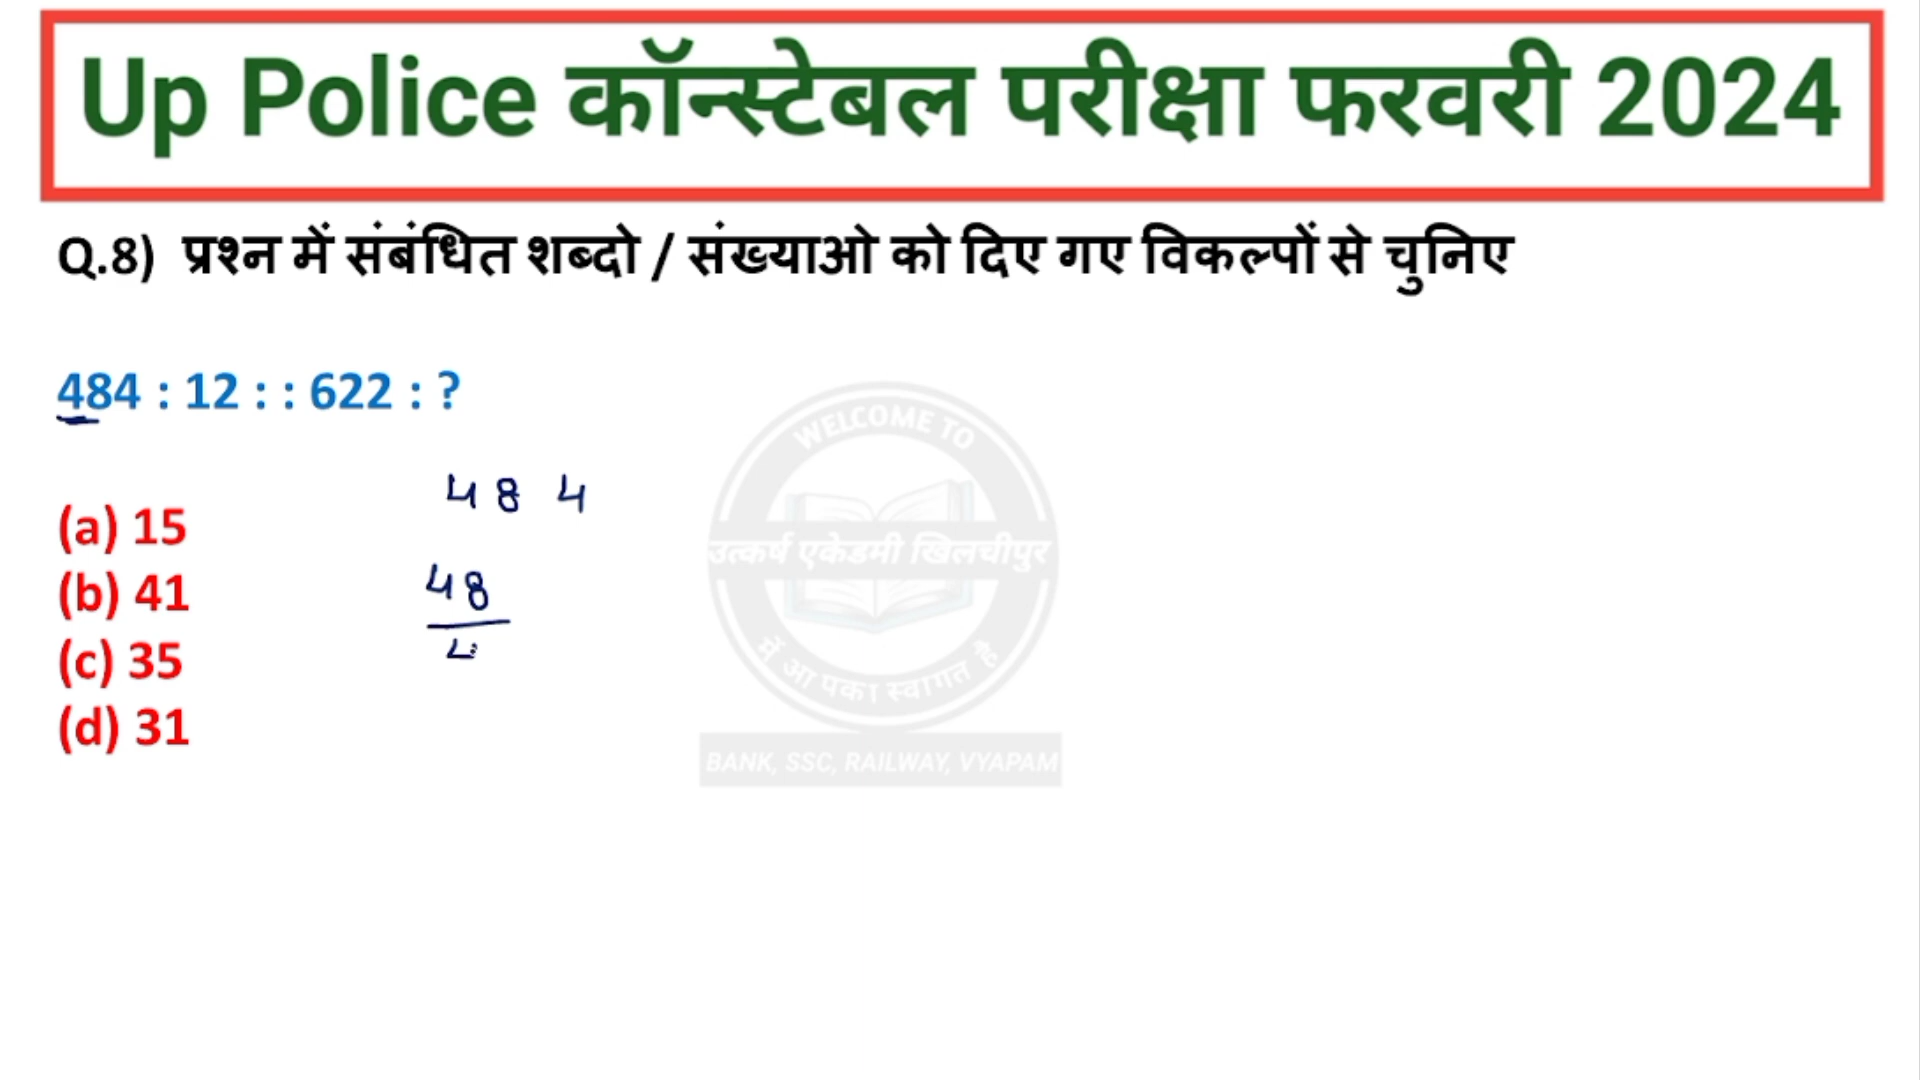 Up Police कॉन्स्टेबल परीक्षा फरवरी 2024
Q.8) प्रश्न में संबंधित शब्दो / संख्याओ को दिए गए विकल्पों से चुनिए
484 : 12 : : 622 : ?
(a) 15
(b) 41
(c) 35
(d) 31
48 4
48
4
WELCOME TO
उत्कर्ष एकेडमी खिलचीपुर
में आपका स्वागत है
BANK, SSC, RAILWAY, VYAPAM